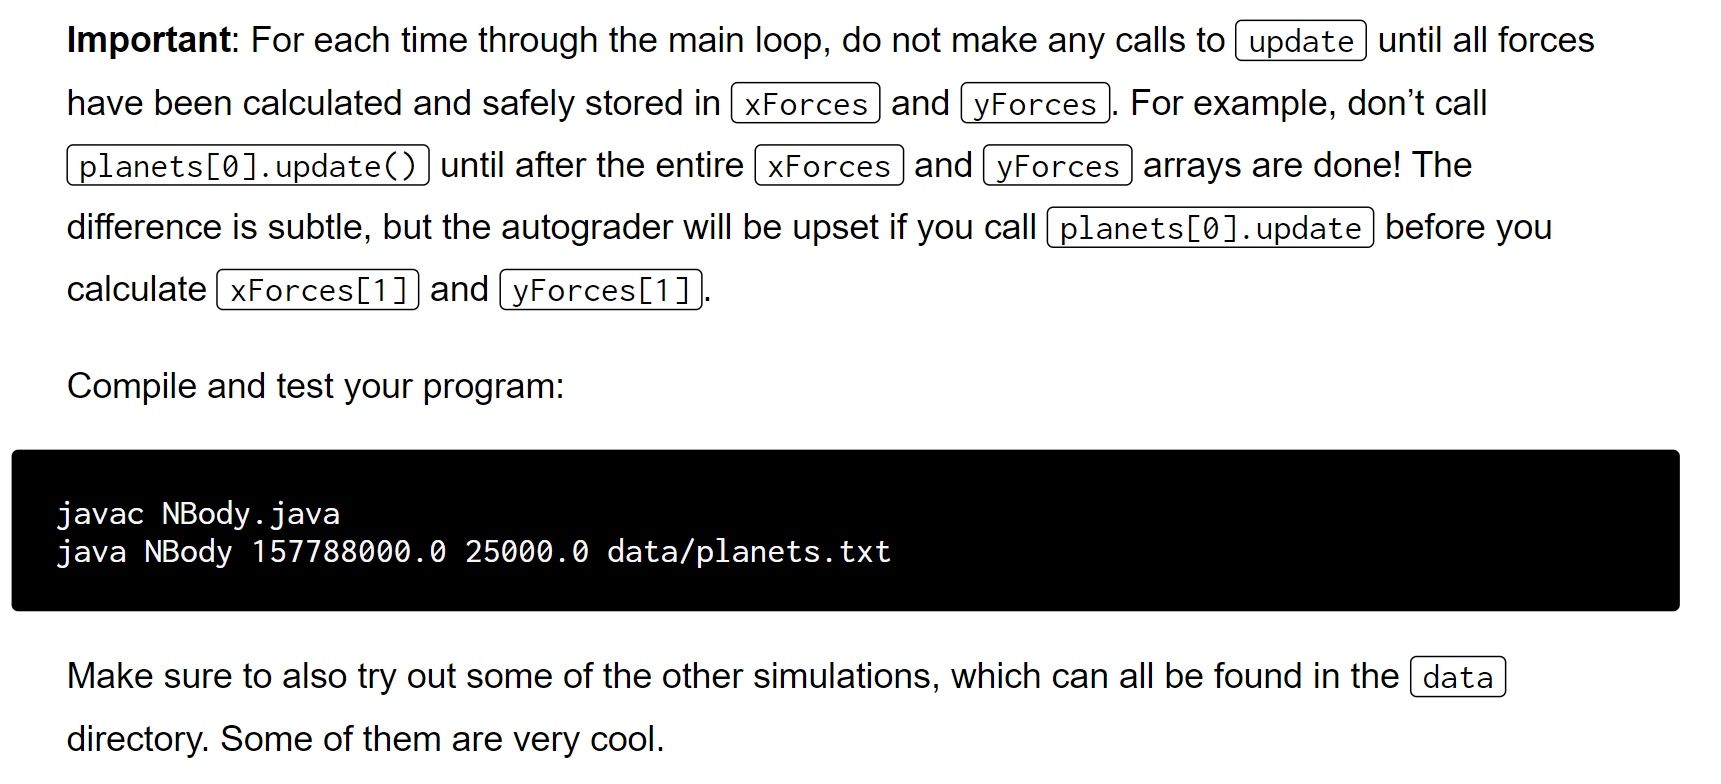 Important: For each time through the main loop, do not make any calls to update until all forces
have been calculated and safely stored in xForces and yForces. For example, don’t call
planets[0].update() until after the entire xForces and yForces arrays are done! The
difference is subtle, but the autograder will be upset if you call planets[0].update before you
calculate xForces[1] and yForces[1].
Compile and test your program:
javac NBody.java
java NBody 157788000.0 25000.0 data/planets.txt
Make sure to also try out some of the other simulations, which can all be found in the data
directory. Some of them are very cool.